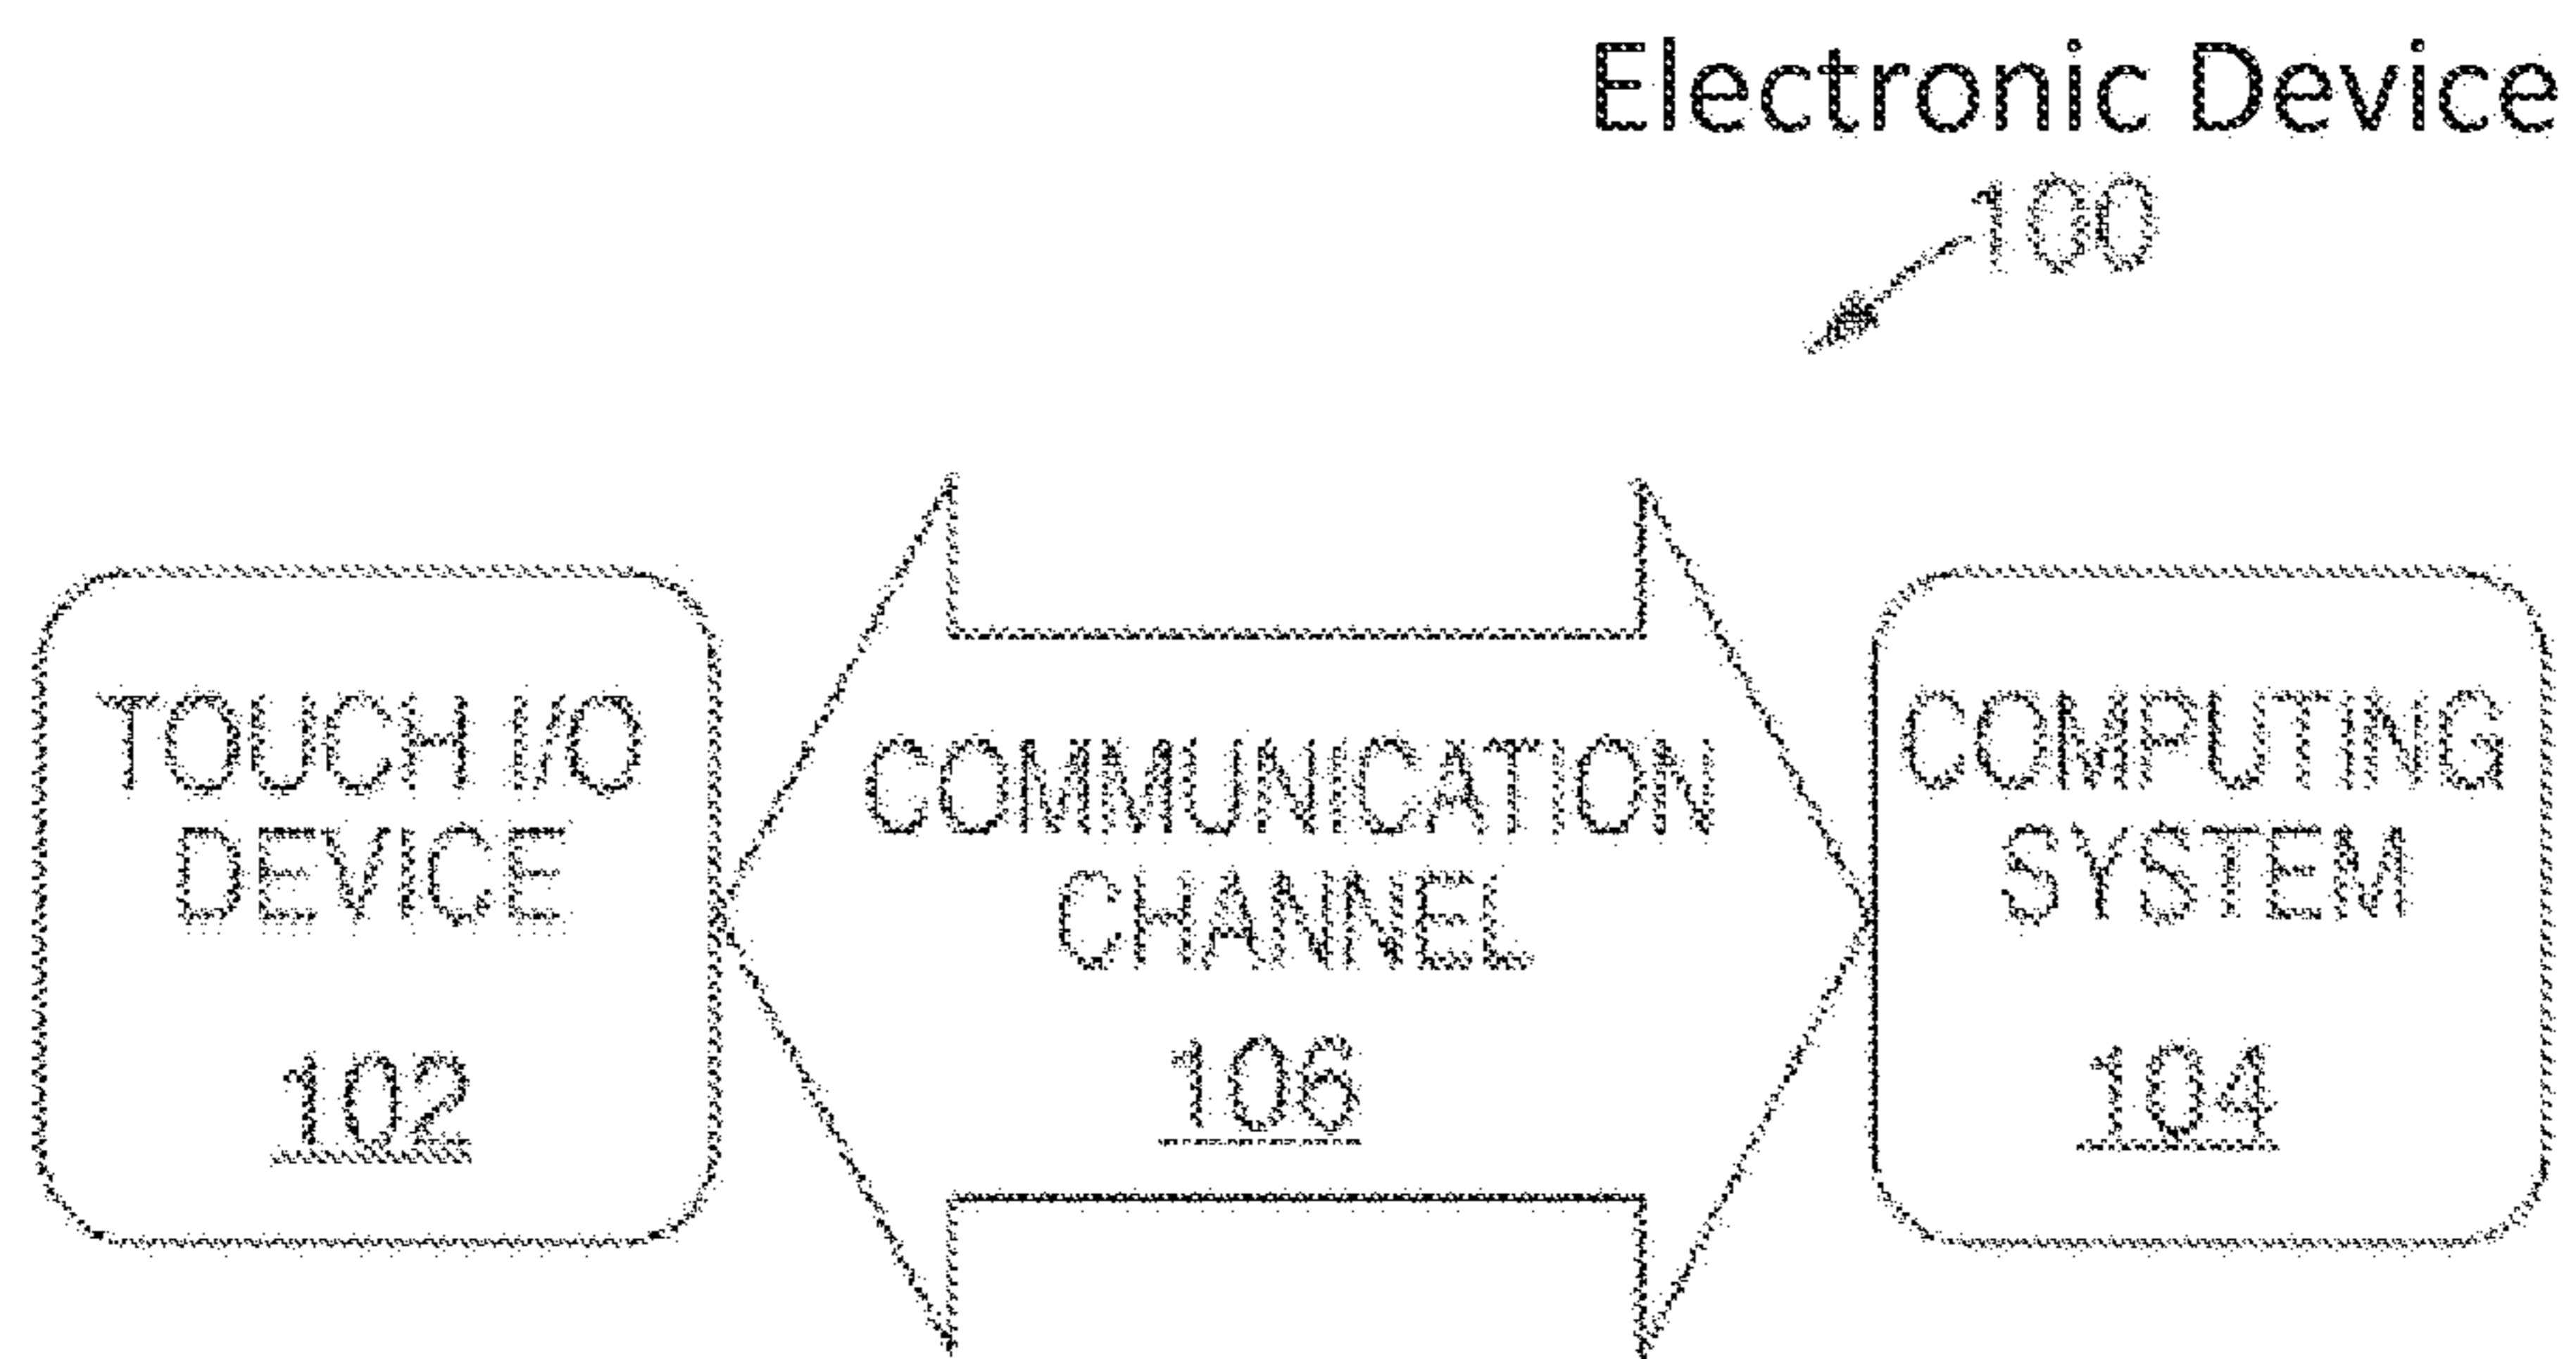 Electronic Device
100
TOUCH I/O
DEVICE
102
COMMUNICATION
CHANNEL
106
COMPUTING
SYSTEM
104